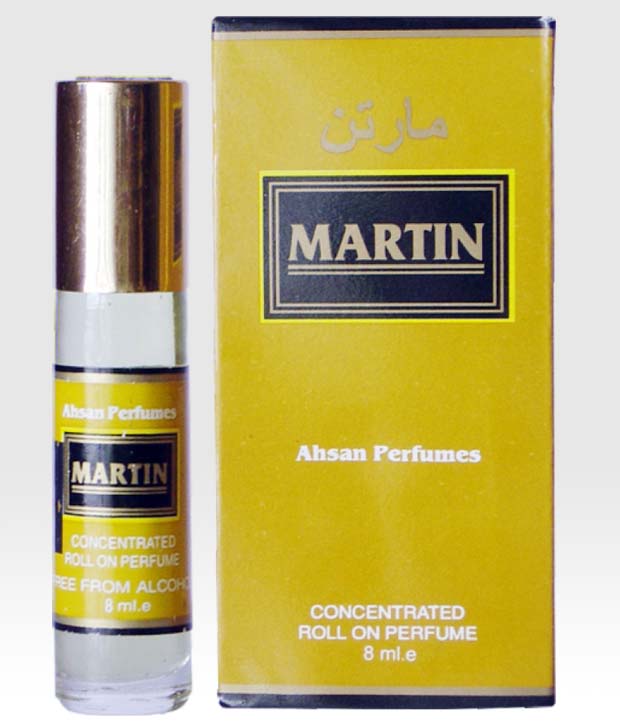 Ahsan Perfumes
MARTIN
CONCENTRATED
ROLL ON PERFUME
FREE FROM ALCOHOL
8 ml.e
مارتن
MARTIN
Ahsan Perfumes
CONCENTRATED
ROLL ON PERFUME
8 ml.e